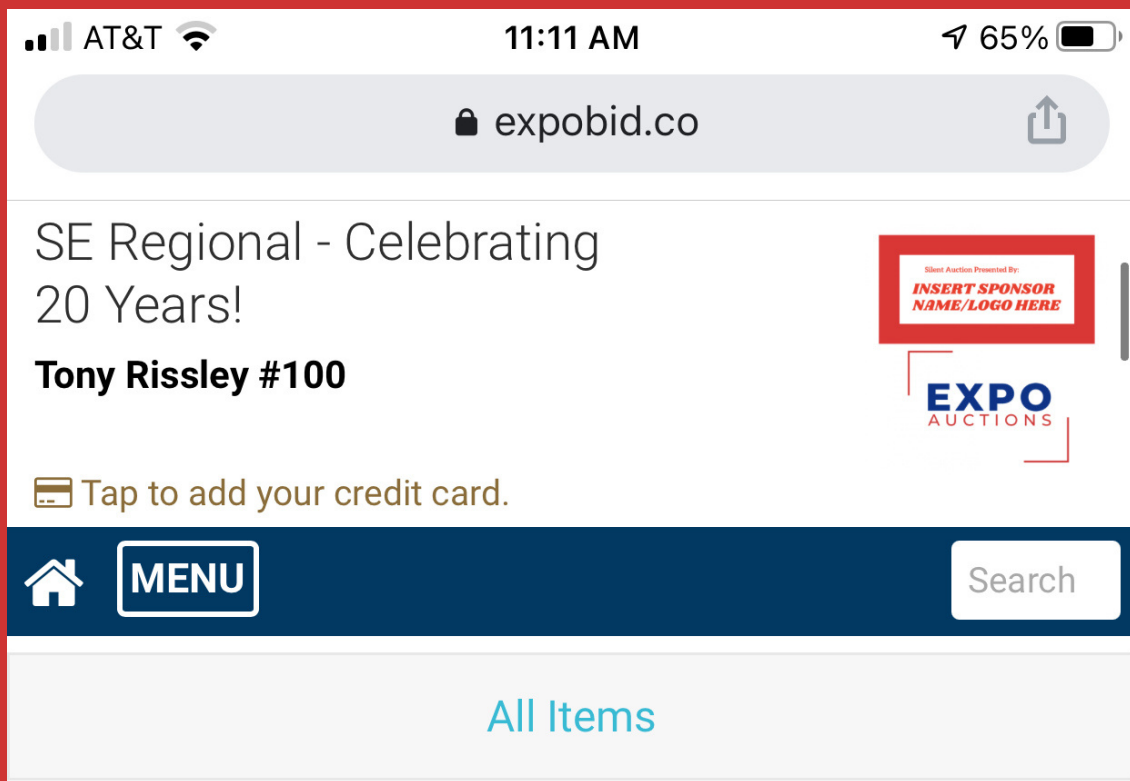 AT&T 11:11 AM 65%
expobid.co
SE Regional - Celebrating
20 Years!
Tony Rissley #100
Silent Auction Presented By:
INSERT SPONSOR
NAME/LOGO HERE
EXPO
AUCTIONS
Tap to add your credit card.
MENU Search
All Items